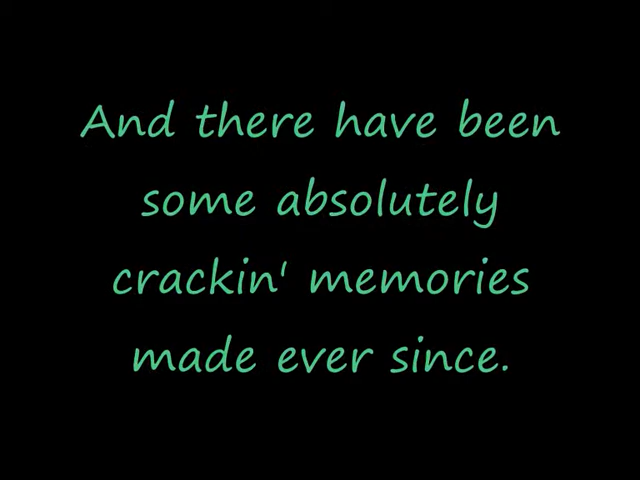 And there have been
some absolutely
crackin' memories
made ever since.